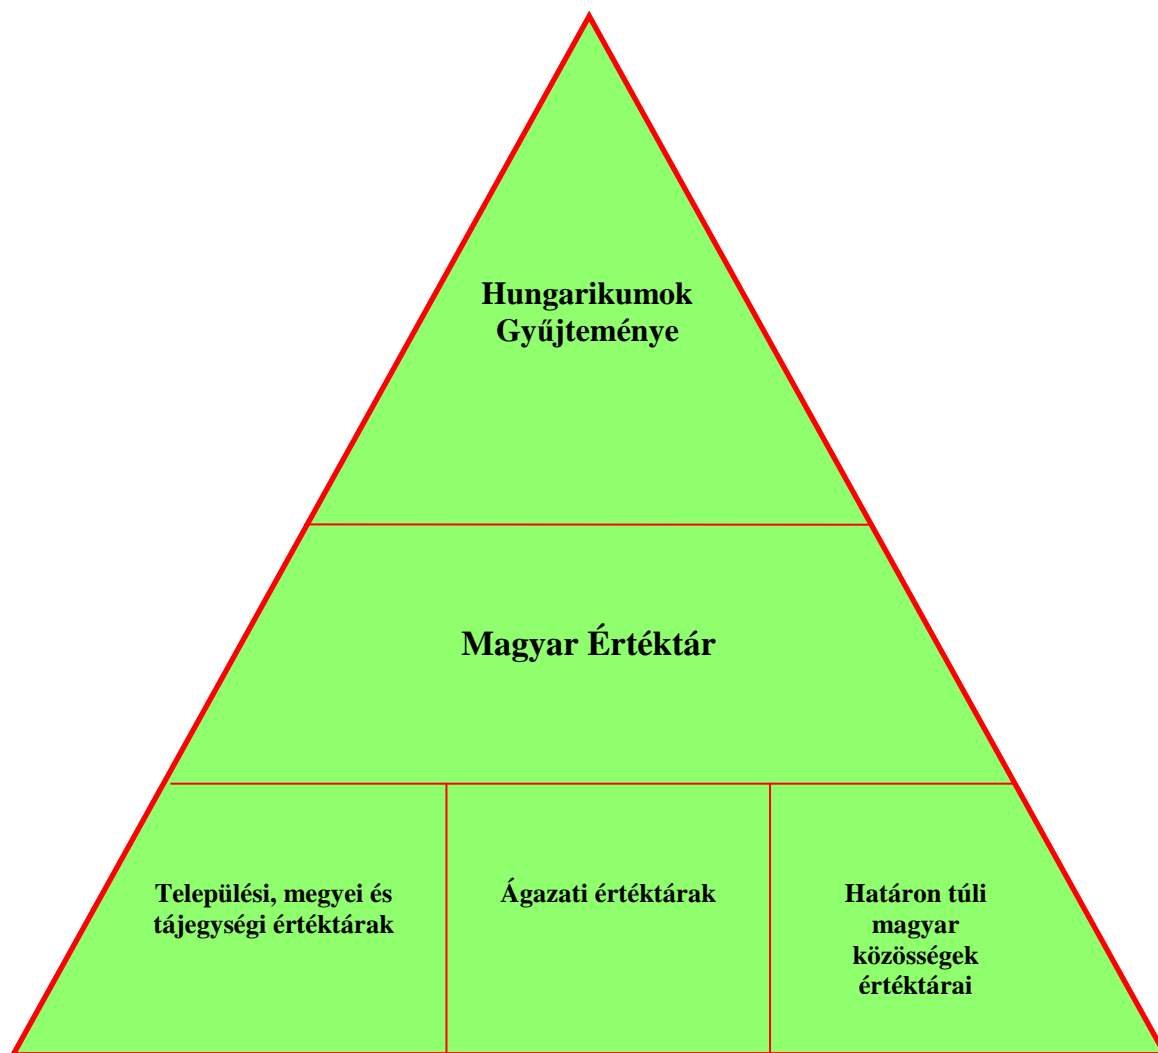 Hungarikumok
Gyűjteménye
Magyar Értéktár
Települési, megyei és
tájegységi értéktárak
Ágazati értéktárak
Határon túli
magyar
közösségek
értéktárai